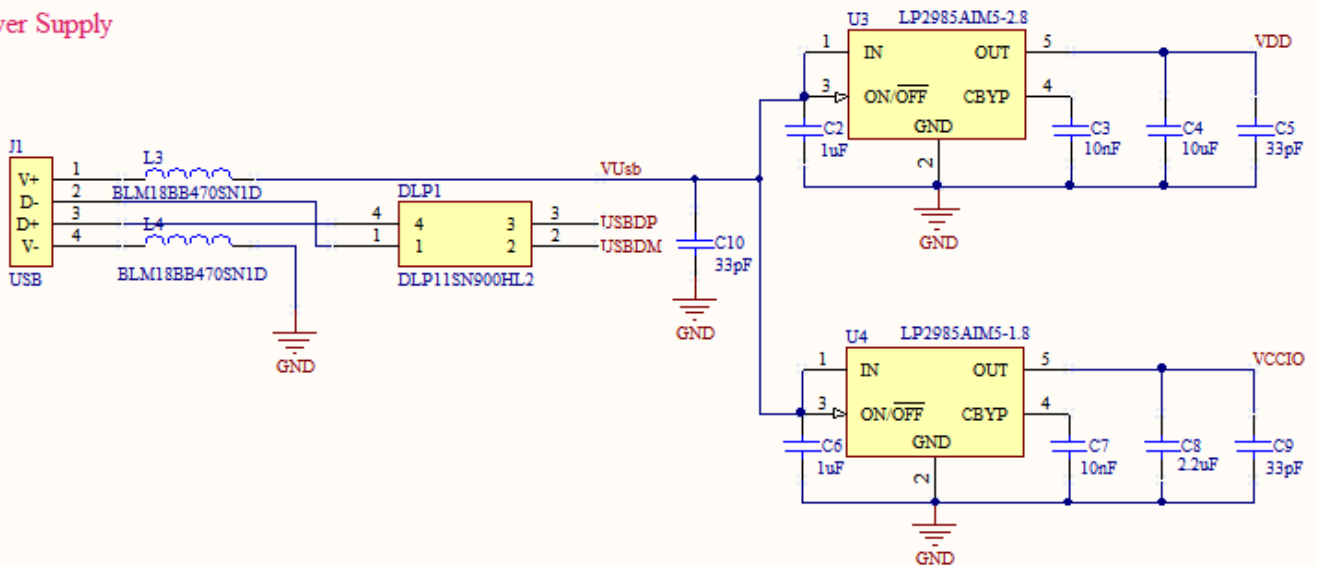 ver Supply
U3 LP2985AIM5-2.8
1 IN OUT 5 VDD
3 ON/OFF CBYP 4
GND
2
C2
1uF
C3
10nF
C4
10uF
C5
33pF
GND
J1
V+ 1 L3
BLM18BB470SN1D
VUsb
D- 2
D+ 3 L4
V- 4
BLM18BB470SN1D
USB
GND
DLP1
4 4 3 3 USBDP
1 1 2 2 USBDM
DLP11SN900HL2
C10
33pF
GND
U4 LP2985AIM5-1.8
1 IN OUT 5 VCCIO
3 ON/OFF CBYP 4
GND
2
C6
1uF
C7
10nF
C8
2.2uF
C9
33pF
GND